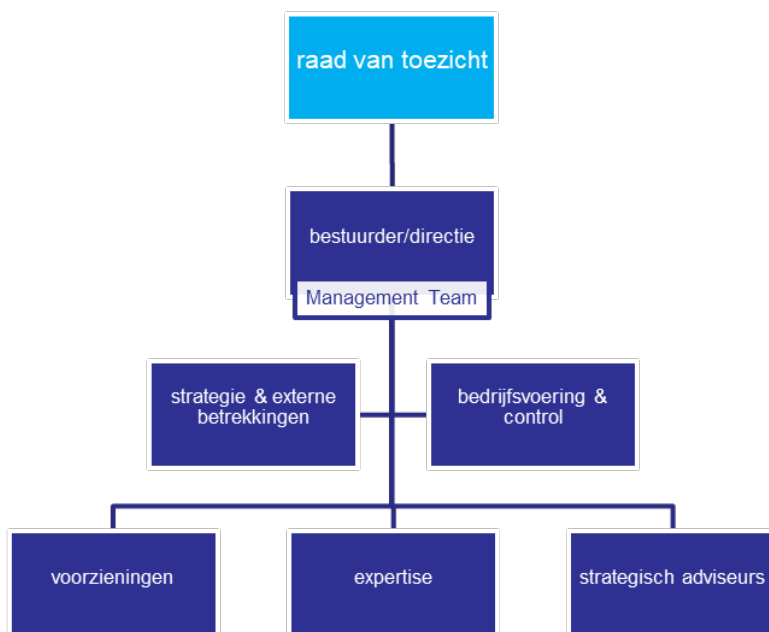 raad van toezicht
bestuurder/directie
Management Team
strategie & externe
betrekkingen
bedrijfsvoering &
control
voorzieningen
expertise
strategisch adviseurs